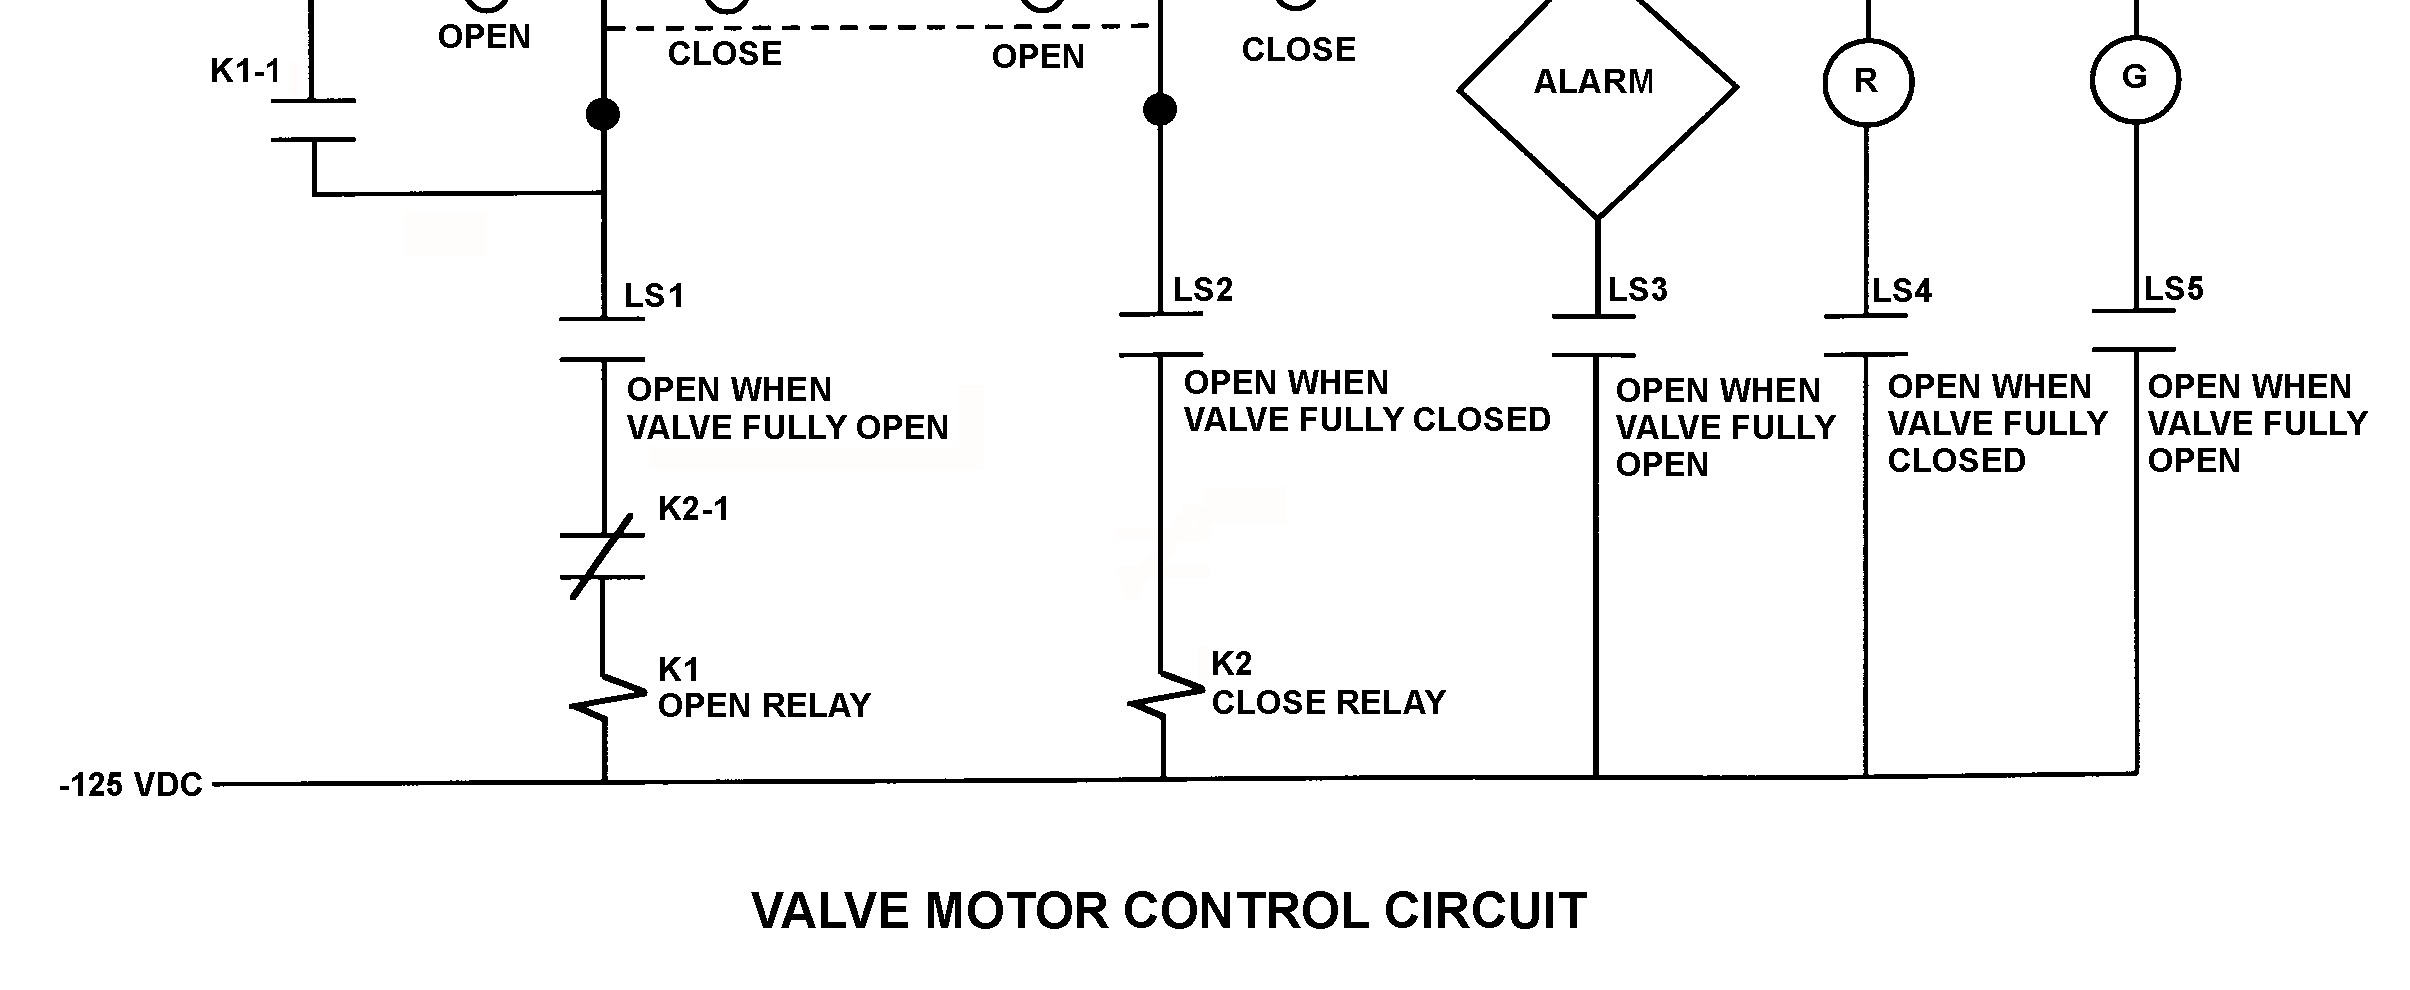 OPEN
CLOSE
OPEN
CLOSE
K1-1
ALARM
R
G
LS1
OPEN WHEN
VALVE FULLY OPEN
LS2
OPEN WHEN
VALVE FULLY CLOSED
LS3
OPEN WHEN
VALVE FULLY
OPEN
LS4
OPEN WHEN
VALVE FULLY
CLOSED
LS5
OPEN WHEN
VALVE FULLY
OPEN
K2-1
K1
OPEN RELAY
K2
CLOSE RELAY
-125 VDC
VALVE MOTOR CONTROL CIRCUIT